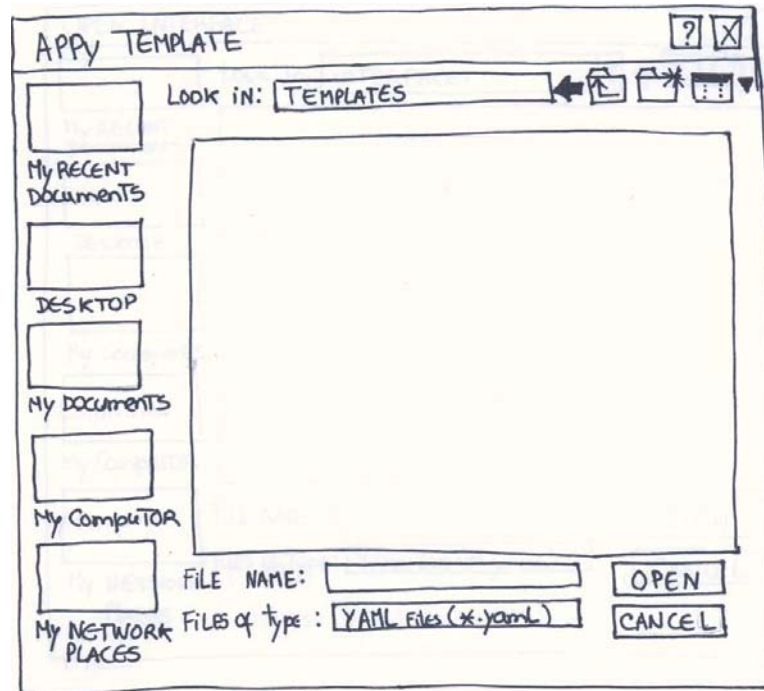 APPY TEMPLATE
? X
LOOK IN: TEMPLATES
My RECENT
DocumenTS
DESKTOP
My DOCumenTS
My CompuTOR
My NETWORK
PLACES
FiLE NAME:
OPEN
FiLes of type : YAML Files (*.yamL)
CANCEL